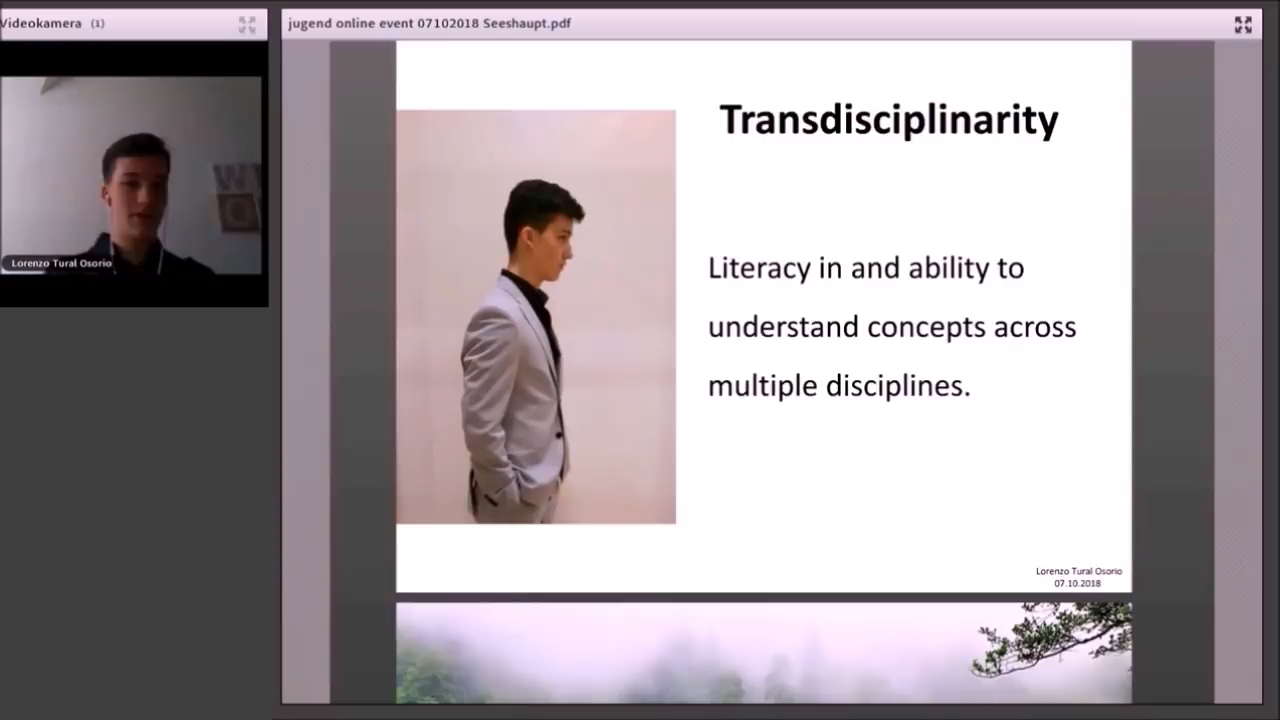 Videokamera (1)
jugend online event 07102018 Seeshaupt.pdf
Lorenzo Tural Osorio
Transdisciplinarity
Literacy in and ability to
understand concepts across
multiple disciplines.
Lorenzo Tural Osorio
07.10.2018